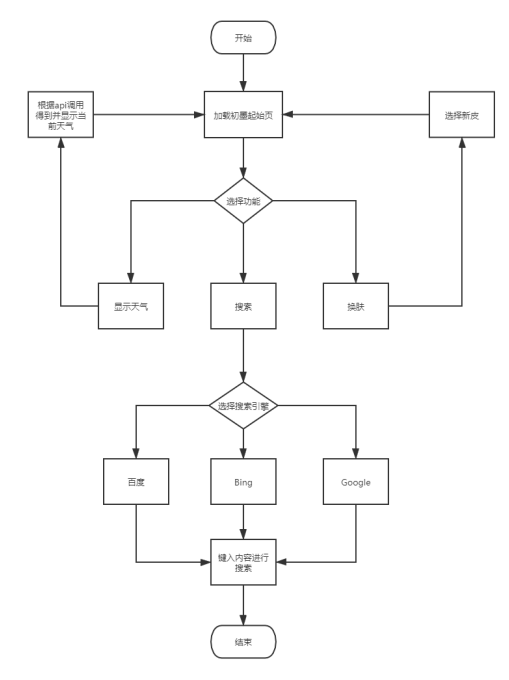 开始
根据api调用
得到并显示当
前天气
加载初墨起始页
选择新皮
选择功能
显示天气
搜索
换肤
选择搜索引擎
百度
Bing
Google
键入内容进行
搜索
结束